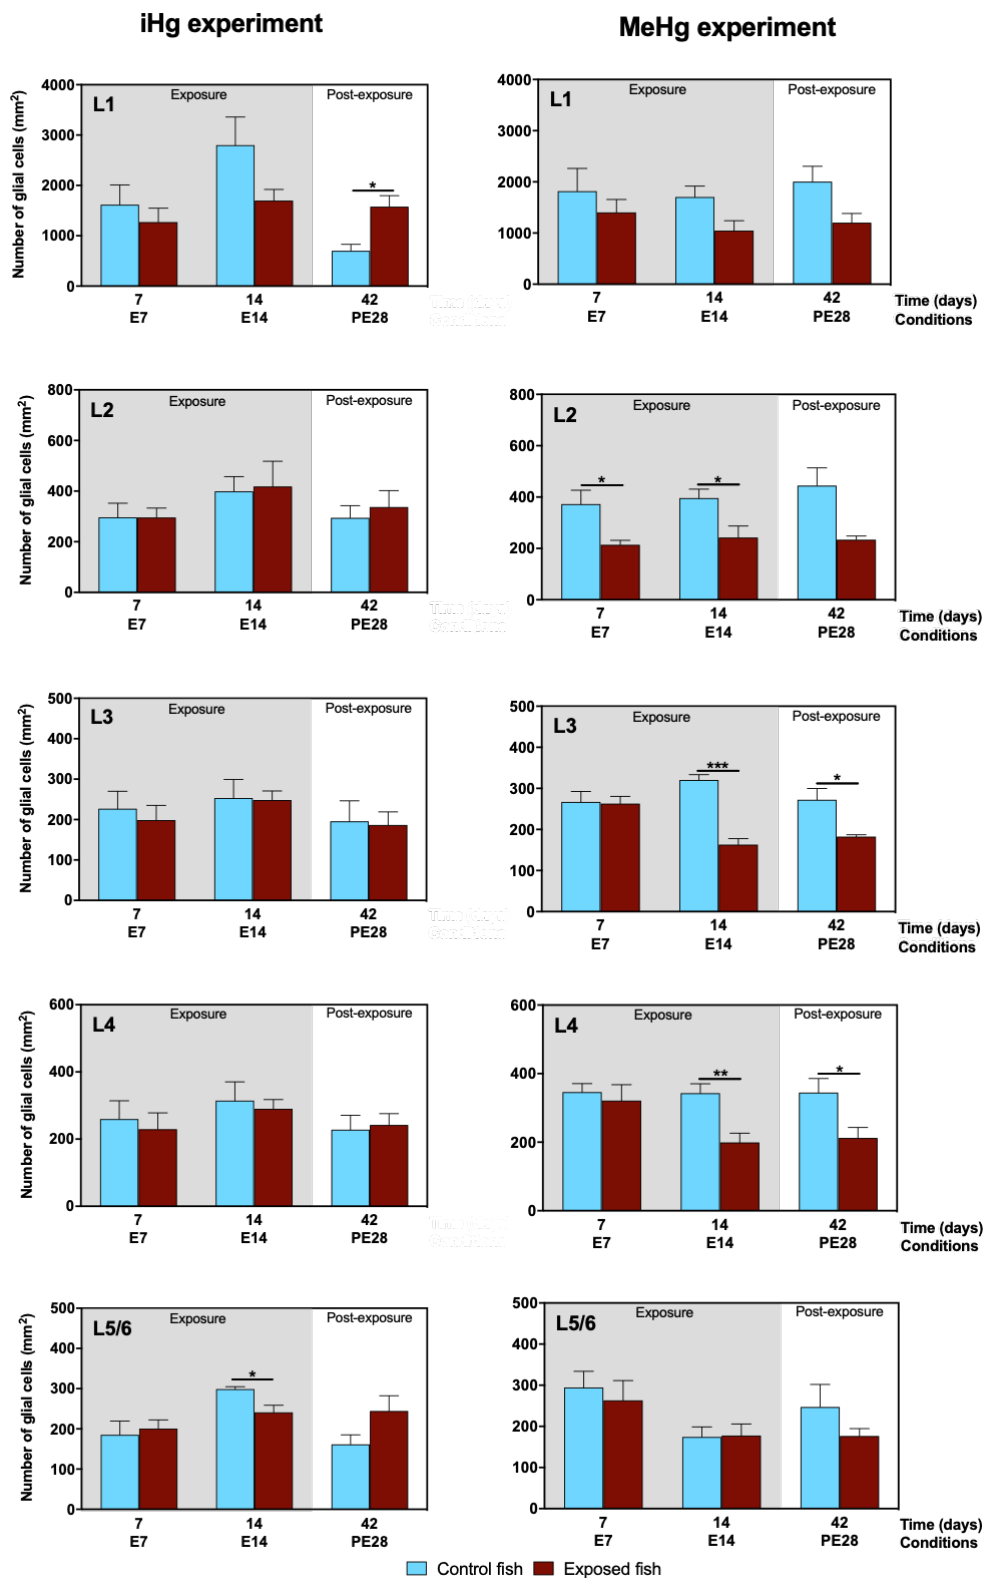 iHg experiment
MeHg experiment
Number of glial cells (mm2)
4000
3000
2000
1000
0
L1
Exposure
Post-exposure
*
7
14
42
E7
E14
PE28
4000
3000
2000
1000
0
L1
Exposure
Post-exposure
7
14
42
Time (days)
E7
E14
PE28
Conditions
Number of glial cells (mm2)
800
600
400
200
0
L2
Exposure
Post-exposure
7
14
42
E7
E14
PE28
800
600
400
200
0
L2
Exposure
Post-exposure
*
*
7
14
42
Time (days)
E7
E14
PE28
Conditions
Number of glial cells (mm2)
500
400
300
200
100
0
L3
Exposure
Post-exposure
7
14
42
E7
E14
PE28
500
400
300
200
100
0
L3
Exposure
Post-exposure
***
*
7
14
42
Time (days)
E7
E14
PE28
Conditions
Number of glial cells (mm2)
600
400
200
0
L4
Exposure
Post-exposure
7
14
42
E7
E14
PE28
600
400
200
0
L4
Exposure
Post-exposure
**
*
7
14
42
Time (days)
E7
E14
PE28
Conditions
Number of glial cells (mm2)
500
400
300
200
100
0
L5/6
Exposure
Post-exposure
*
7
14
42
E7
E14
PE28
500
400
300
200
100
0
L5/6
Exposure
Post-exposure
7
14
42
Time (days)
E7
E14
PE28
Conditions
Control fish
Exposed fish